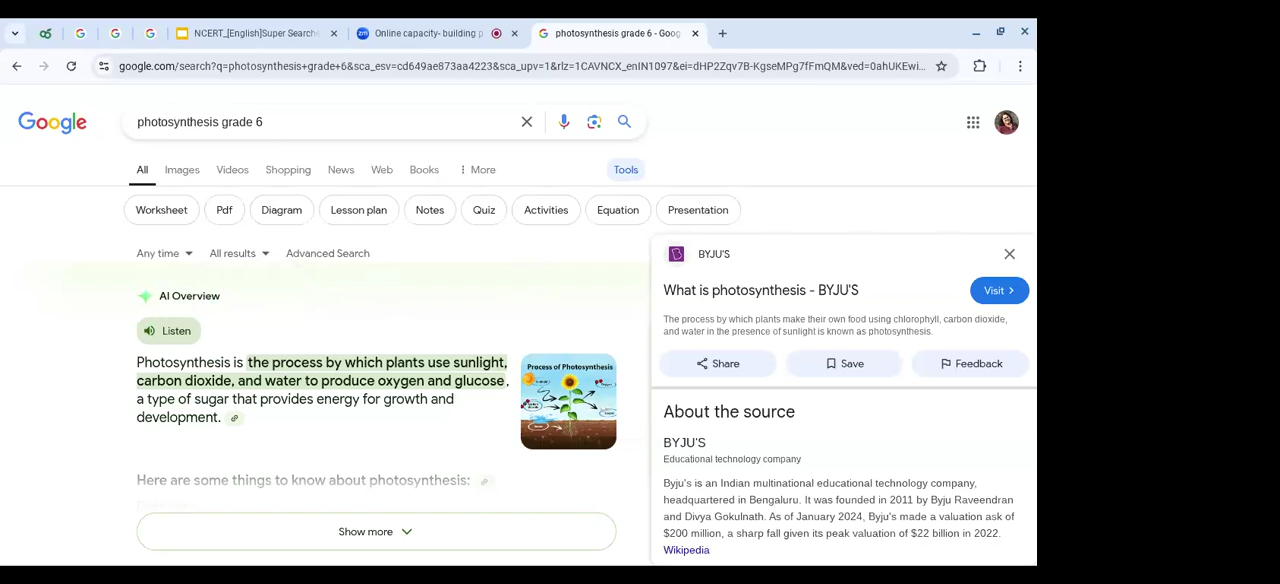 NCERT_[English]Super Search
Online capacity- building p
photosynthesis grade 6 - Goog
google.com/search?q=photosynthesis+grade+6&sca_esv=cd649ae873aa4223&sca_upv=1&rlz=1CAVNCX_enIN1097&ei=dHP2Zqv7B-KgseMPg7fFmQM&ved=0ahUKEwi...
Google
photosynthesis grade 6
All Images Videos Shopping News Web Books More Tools
Worksheet Pdf Diagram Lesson plan Notes Quiz Activities Equation Presentation
Any time All results Advanced Search
AI Overview
Listen
Photosynthesis is the process by which plants use sunlight,
carbon dioxide, and water to produce oxygen and glucose,
a type of sugar that provides energy for growth and
development.
Process of Photosynthesis
Here are some things to know about photosynthesis:
Show more
BYJU'S
What is photosynthesis - BYJU'S
Visit
The process by which plants make their own food using chlorophyll, carbon dioxide,
and water in the presence of sunlight is known as photosynthesis.
Share Save Feedback
About the source
BYJU'S
Educational technology company
Byju's is an Indian multinational educational technology company,
headquartered in Bengaluru. It was founded in 2011 by Byju Raveendran
and Divya Gokulnath. As of January 2024, Byju's made a valuation ask of
$200 million, a sharp fall given its peak valuation of $22 billion in 2022.
Wikipedia